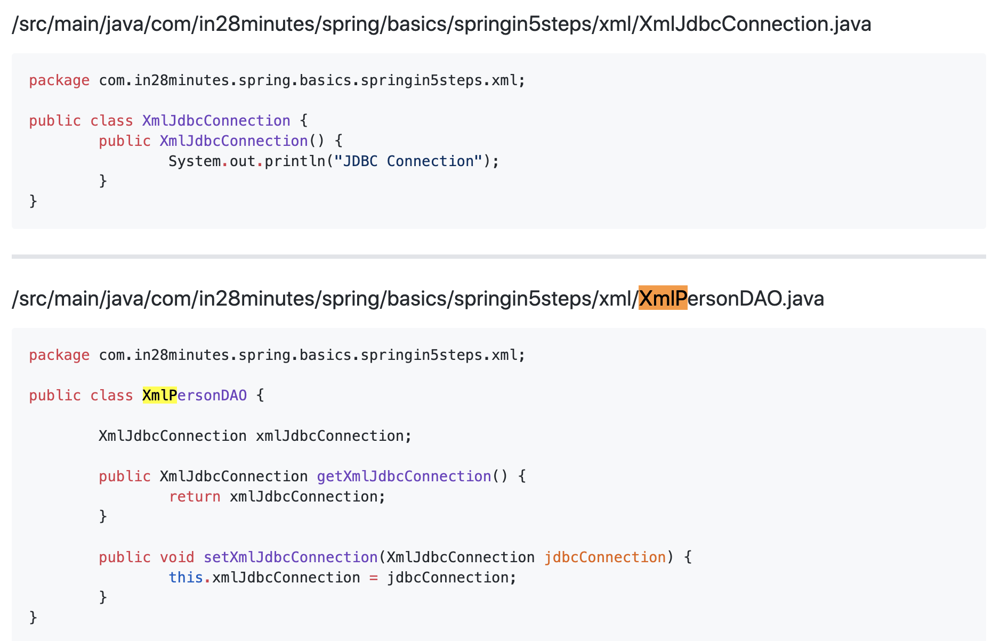 /src/main/java/com/in28minutes/spring/basics/springin5steps/xml/XmlJdbcConnection.java
package com.in28minutes.spring.basics.springin5steps.xml;
public class XmlJdbcConnection {
public XmlJdbcConnection() {
System.out.println("JDBC Connection");
}
}
/src/main/java/com/in28minutes/spring/basics/springin5steps/xml/XmlPersonDAO.java
package com.in28minutes.spring.basics.springin5steps.xml;
public class XmlPersonDAO {
XmlJdbcConnection xmlJdbcConnection;
public XmlJdbcConnection getXmlJdbcConnection() {
return xmlJdbcConnection;
}
public void setXmlJdbcConnection(XmlJdbcConnection jdbcConnection) {
this.xmlJdbcConnection = jdbcConnection;
}
}